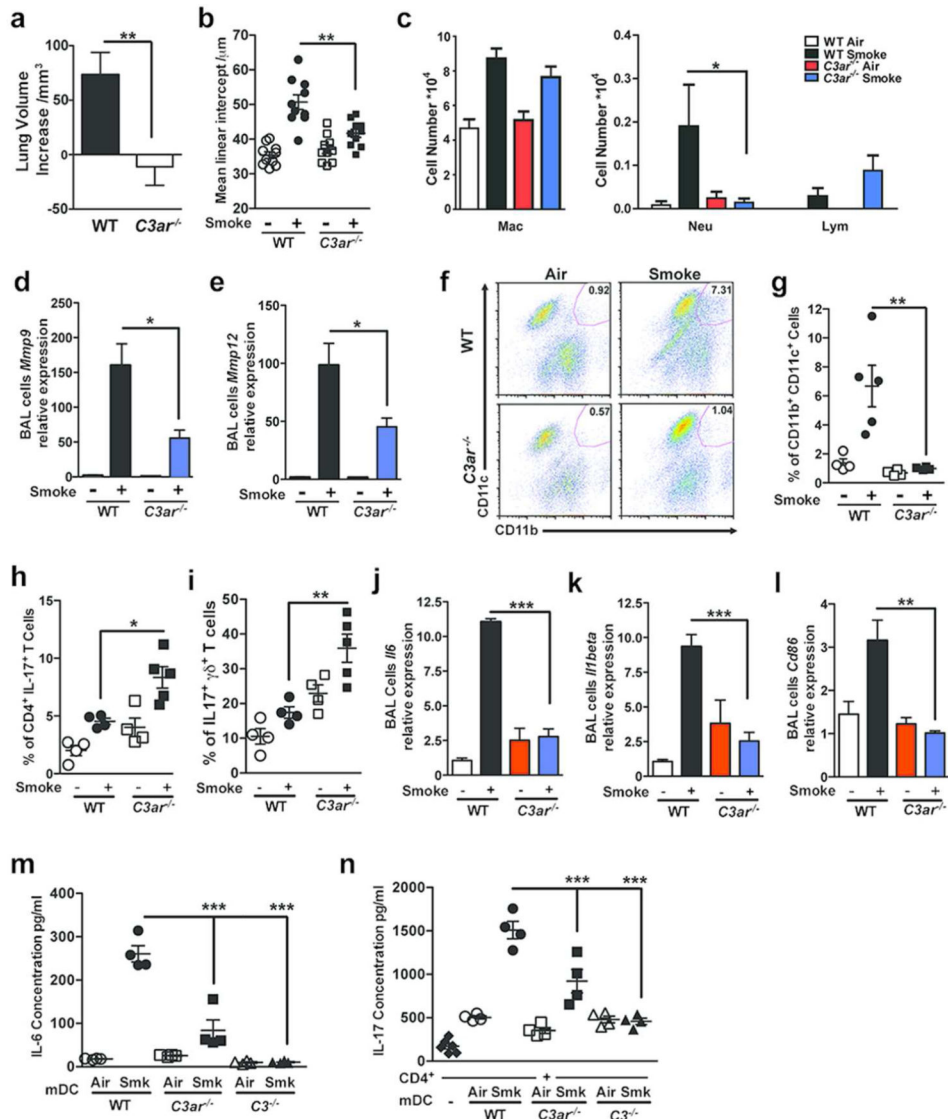 a
Lung Volume
Increase /mm³
100
50
0
-50
**
WT C3ar-/-
b
Mean linear intercept /µm
70
60
50
40
30
20
**
Smoke - + - +
WT C3ar-/-
c
Cell Number *10⁴
10
8
6
4
2
0
Mac
Cell Number *10⁴
0.4
0.3
0.2
0.1
0.0
*
Neu Lym
WT Air
WT Smoke
C3ar-/- Air
C3ar-/- Smoke
d
BAL cells Mmp9
relative expression
250
200
150
100
50
0
*
Smoke - + - +
WT C3ar-/-
e
BAL cells Mmp12
relative expression
150
100
50
0
*
Smoke - + - +
WT C3ar-/-
f
Air Smoke
WT
0.92 7.31
C3ar-/-
0.57 1.04
CD11c
CD11b
g
% of CD11b⁺ CD11c⁺ Cells
12
10
8
6
4
2
0
**
Smoke - + - +
WT C3ar-/-
h
% of CD4⁺ IL-17⁺ T Cells
15
10
5
0
*
Smoke - + - +
WT C3ar-/-
i
% of IL17⁺ γδ⁺ T cells
50
40
30
20
10
0
**
Smoke - + - +
WT C3ar-/-
j
BAL Cells Il6
relative expression
12.5
10.0
7.5
5.0
2.5
0
***
Smoke - + - +
WT C3ar-/-
k
BAL cells Il1beta
relative expression
12.5
10.0
7.5
5.0
2.5
0
***
Smoke - + - +
WT C3ar-/-
l
BAL cells Cd86
relative expression
4
3
2
1
0
**
Smoke - + - +
WT C3ar-/-
m
IL-6 Concentration pg/ml
400
300
200
100
0
*** ***
mDC Air Smk Air Smk Air Smk
WT C3ar-/- C3-/-
n
IL-17 Concentration pg/ml
2000
1500
1000
500
0
*** ***
CD4⁺ +
mDC - Air Smk Air Smk Air Smk
WT C3ar-/- C3-/-